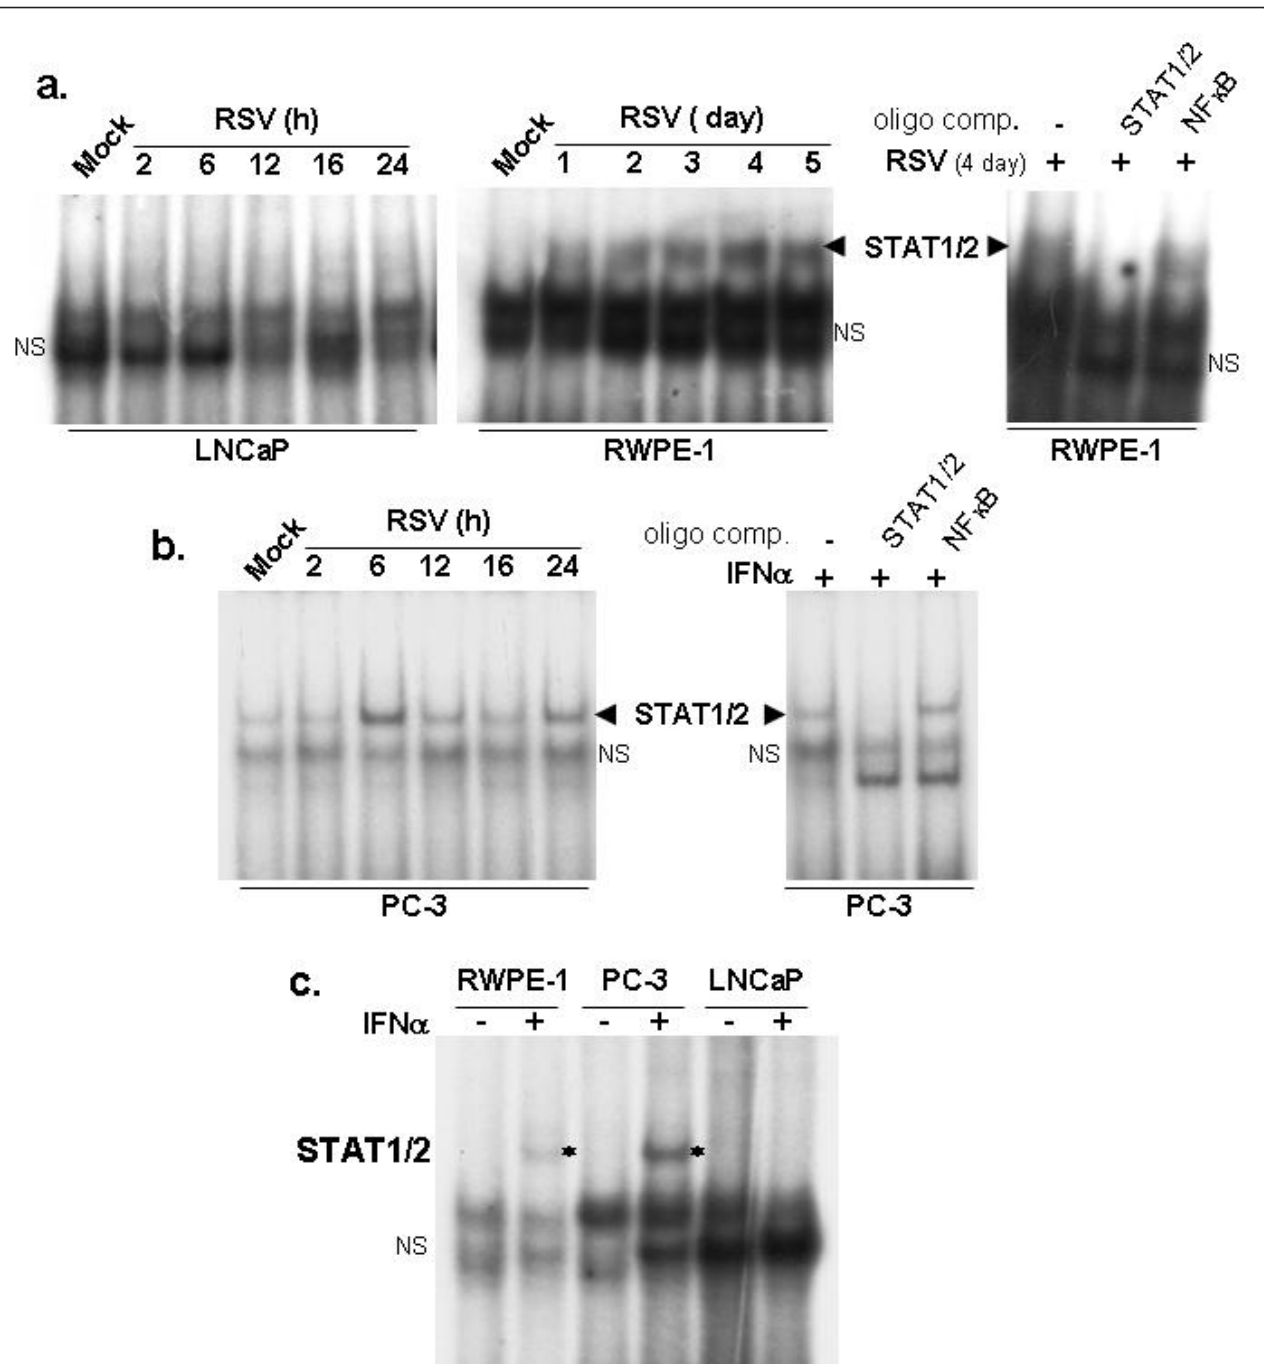 a.
Mock RSV (h)
2 6 12 16 24
Mock RSV ( day)
1 2 3 4 5
oligo comp. - STAT1/2 NFκB
RSV (4 day) + + +
◄ STAT1/2 ►
NS
NS
NS
LNCaP
RWPE-1
RWPE-1
b.
Mock RSV (h)
2 6 12 16 24
oligo comp. - STAT1/2 NFκB
IFNα + + +
◄ STAT1/2 ►
NS NS
PC-3
PC-3
c.
RWPE-1 PC-3 LNCaP
IFNα - + - + - +
STAT1/2 * *
NS